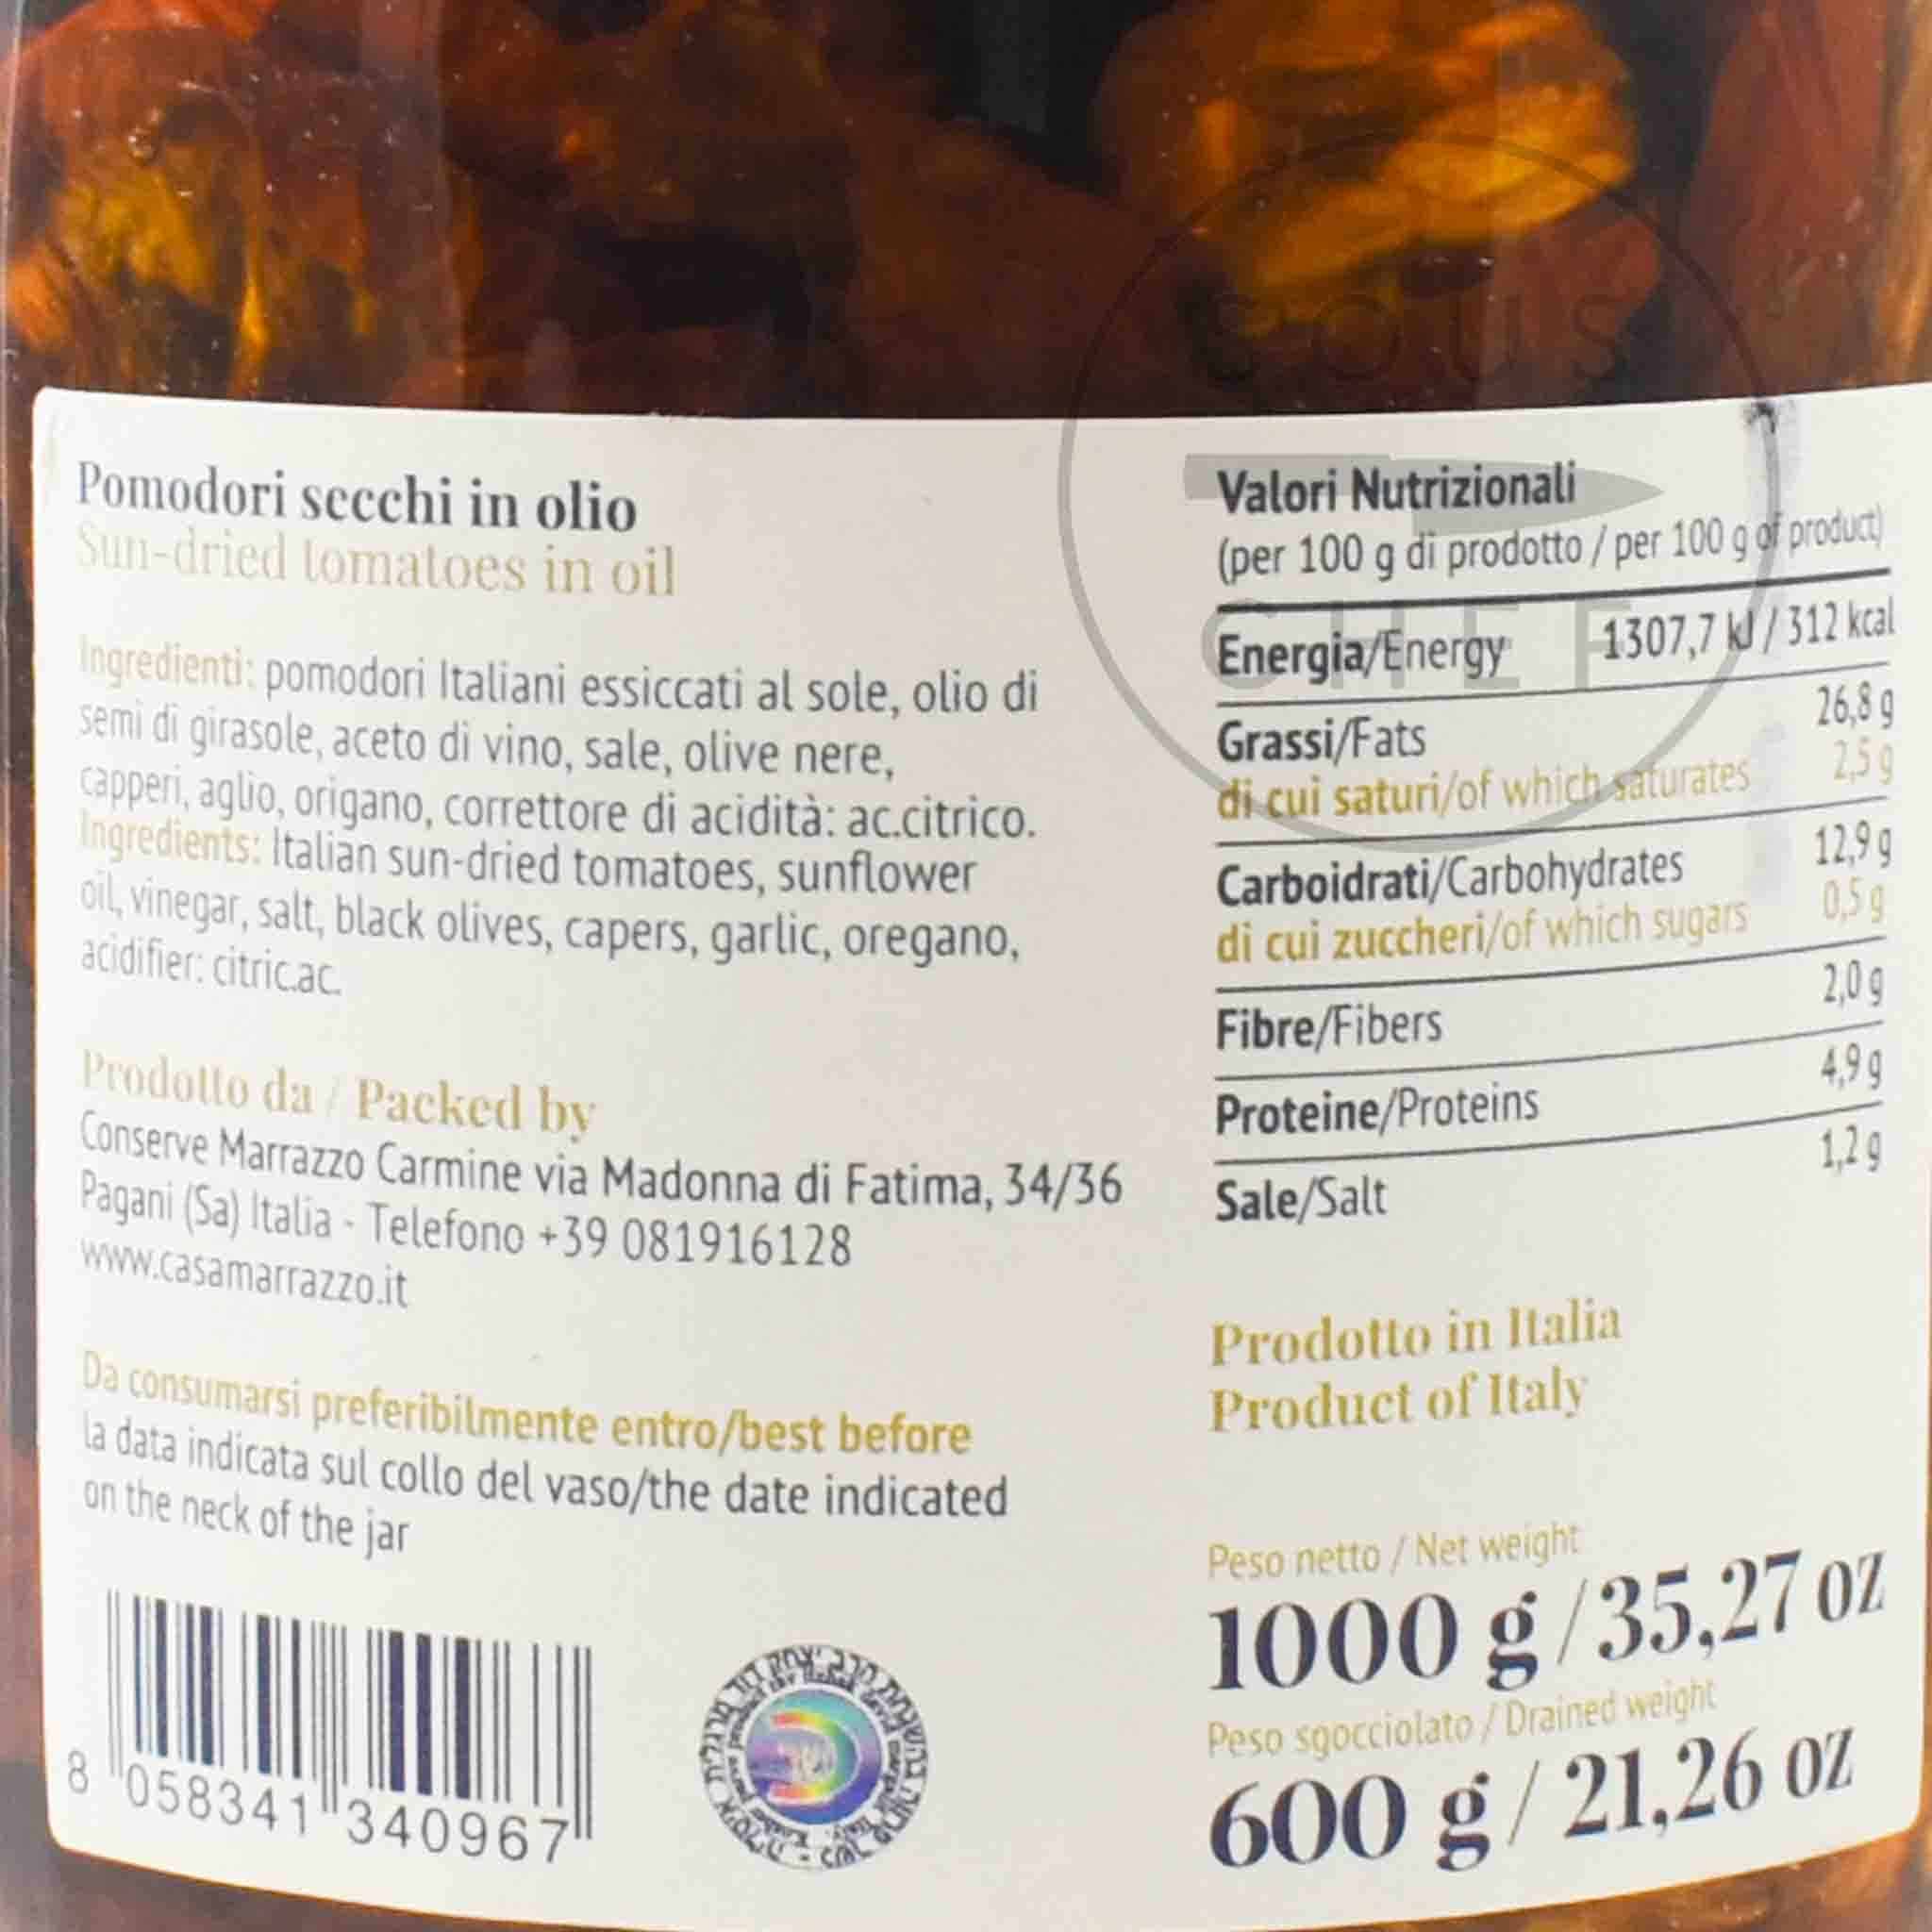 SOUS
CHEF
Pomodori secchi in olio
Sun-dried tomatoes in oil
Ingredienti: pomodori Italiani essiccati al sole, olio di
semi di girasole, aceto di vino, sale, olive nere,
capperi, aglio, origano, correttore di acidità: ac.citrico.
Ingredients: Italian sun-dried tomatoes, sunflower
oil, vinegar, salt, black olives, capers, garlic, oregano,
acidifier: citric.ac.
Prodotto da / Packed by
Conserve Marrazzo Carmine via Madonna di Fatima, 34/36
Pagani (Sa) Italia - Telefono +39 081916128
www.casamarrazzo.it
Da consumarsi preferibilmente entro/best before
la data indicata sul collo del vaso/the date indicated
on the neck of the jar
8 058341 340967
Valori Nutrizionali
(per 100 g di prodotto / per 100 g of product)
Energia/Energy 1307,7 kJ / 312 kcal
Grassi/Fats 26,8 g
di cui saturi/of which saturates 2,5 g
Carboidrati/Carbohydrates 12,9 g
di cui zuccheri/of which sugars 0,5 g
Fibre/Fibers 2,0 g
Proteine/Proteins 4,9 g
Sale/Salt 1,2 g
Prodotto in Italia
Product of Italy
Peso netto / Net weight
1000 g / 35,27 oz
Peso sgocciolato / Drained weight
600 g / 21,26 oz